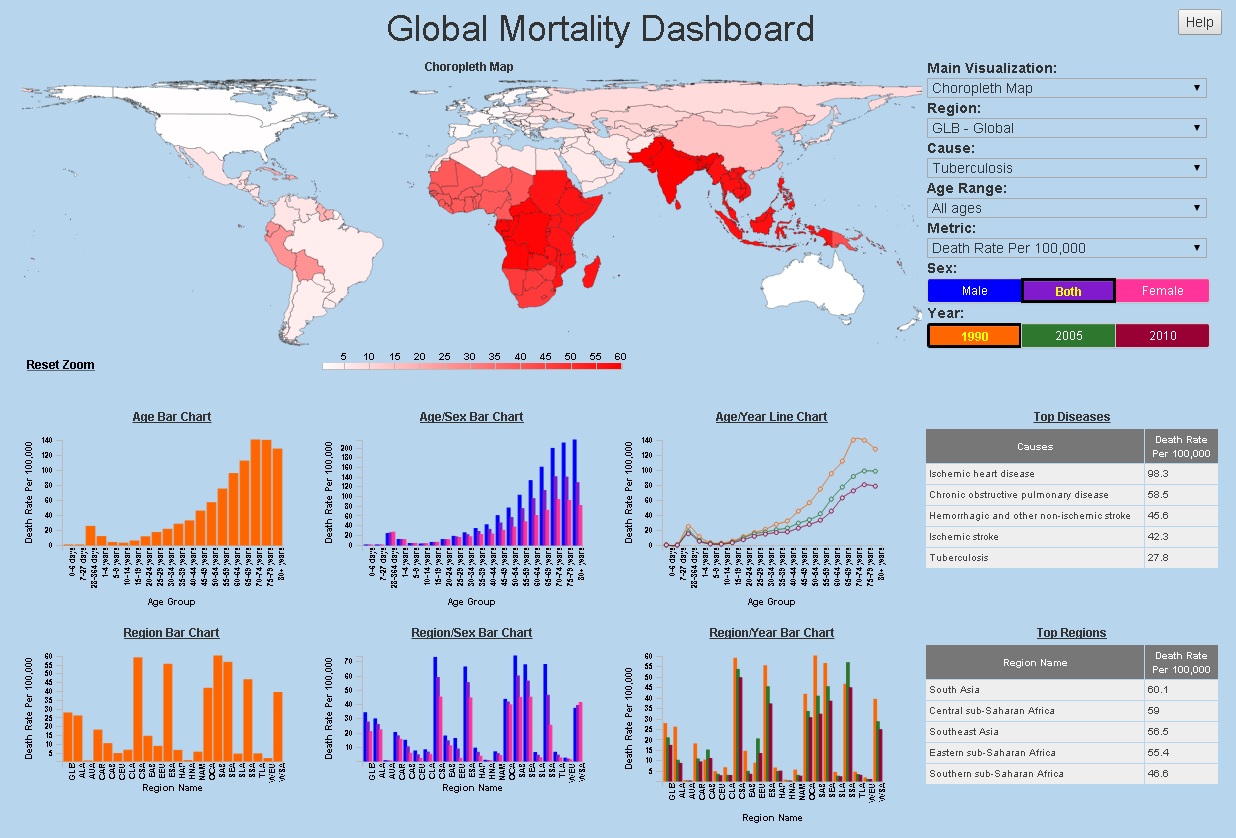 Global Mortality Dashboard
Help
Choropleth Map
Main Visualization:
Choropleth Map
Region:
GLB - Global
Cause:
Tuberculosis
Age Range:
All ages
Metric:
Death Rate Per 100,000
Sex:
Male Both Female
Year:
1990 2005 2010
5 10 15 20 25 30 35 40 45 50 55 60
Reset Zoom
Age Bar Chart
Death Rate Per 100,000
140
120
100
80
60
40
20
0
0-6 days 7-27 days 28-364 days 1-4 years 5-9 years 10-14 years 15-19 years 20-24 years 25-29 years 30-34 years 35-39 years 40-44 years 45-49 years 50-54 years 55-59 years 60-64 years 65-69 years 70-74 years 75-79 years 80+ years
Age Group
Age/Sex Bar Chart
Death Rate Per 100,000
200
180
160
140
120
100
80
60
40
20
0
0-6 days 7-27 days 28-364 days 1-4 years 5-9 years 10-14 years 15-19 years 20-24 years 25-29 years 30-34 years 35-39 years 40-44 years 45-49 years 50-54 years 55-59 years 60-64 years 65-69 years 70-74 years 75-79 years 80+ years
Age Group
Age/Year Line Chart
Death Rate Per 100,000
140
120
100
80
60
40
20
0
0-6 days 7-27 days 28-364 days 1-4 years 5-9 years 10-14 years 15-19 years 20-24 years 25-29 years 30-34 years 35-39 years 40-44 years 45-49 years 50-54 years 55-59 years 60-64 years 65-69 years 70-74 years 75-79 years 80+ years
Age Group
Top Diseases
Causes Death Rate
Per 100,000
Ischemic heart disease 98.3
Chronic obstructive pulmonary disease 58.5
Hemorrhagic and other non-ischemic stroke 45.6
Ischemic stroke 42.3
Tuberculosis 27.8
Region Bar Chart
Death Rate Per 100,000
60
55
50
45
40
35
30
25
20
15
10
5
GLB ALA AUA CAR CAS CEU CLA CSA EAS EEU ESA HAP HNA NAM OCA SAS SEA SLA SSA TLA WEU WSA
Region Name
Region/Sex Bar Chart
Death Rate Per 100,000
70
60
50
40
30
20
10
GLB ALA AUA CAR CAS CEU CLA CSA EAS EEU ESA HAP HNA NAM OCA SAS SEA SLA SSA TLA WEU WSA
Region Name
Region/Year Bar Chart
Death Rate Per 100,000
60
55
50
45
40
35
30
25
20
15
10
5
GLB ALA AUA CAR CAS CEU CLA CSA EAS EEU ESA HAP HNA NAM OCA SAS SEA SLA SSA TLA WEU WSA
Region Name
Top Regions
Region Name Death Rate
Per 100,000
South Asia 60.1
Central sub-Saharan Africa 59
Southeast Asia 56.5
Eastern sub-Saharan Africa 55.4
Southern sub-Saharan Africa 46.6